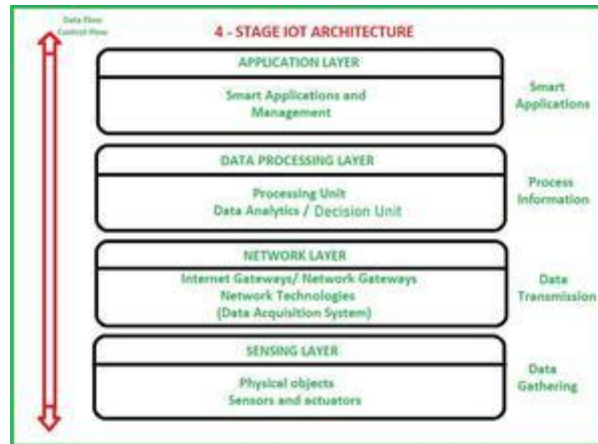 Data Flow
Control Flow
4 - STAGE IOT ARCHITECTURE
APPLICATION LAYER
Smart Applications and
Management
Smart
Applications
DATA PROCESSING LAYER
Processing Unit
Data Analytics / Decision Unit
Process
Information
NETWORK LAYER
Internet Gateways/ Network Gateways
Network Technologies
(Data Acquisition System)
Data
Transmission
SENSING LAYER
Physical objects
Sensors and actuators
Data
Gathering